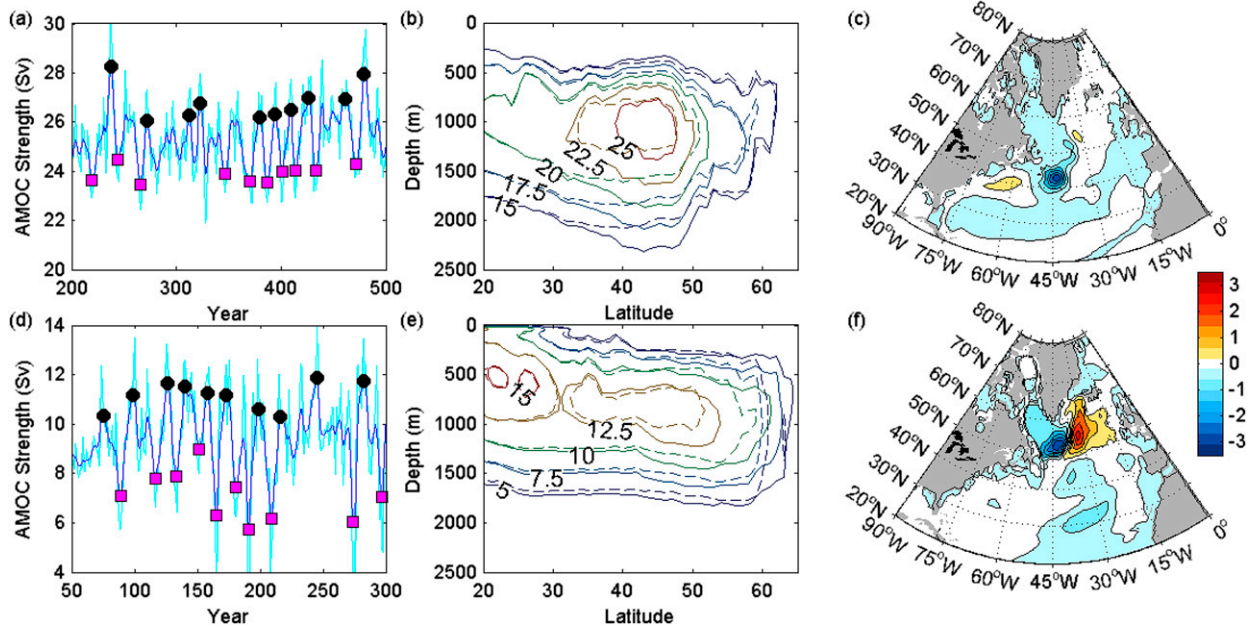 (a)
30
28
26
24
22
20
AMOC Strength (Sv)
200
300
400
500
Year
(b)
0
500
1000
1500
2000
2500
Depth (m)
25
22.5
20
17.5
15
20
30
40
50
60
Latitude
(c)
80°N
70°N
60°N
50°N
40°N
30°N
20°N
90°W
75°W
60°W
45°W
30°W
15°W
0°
80°N
70°N
60°N
50°N
40°N
30°N
20°N
(d)
14
12
10
8
6
4
AMOC Strength (Sv)
50
100
150
200
250
300
Year
(e)
0
500
1000
1500
2000
2500
Depth (m)
15
12.5
10
7.5
5
20
30
40
50
60
Latitude
(f)
90°W
75°W
60°W
45°W
30°W
15°W
0°
3
2
1
0
-1
-2
-3